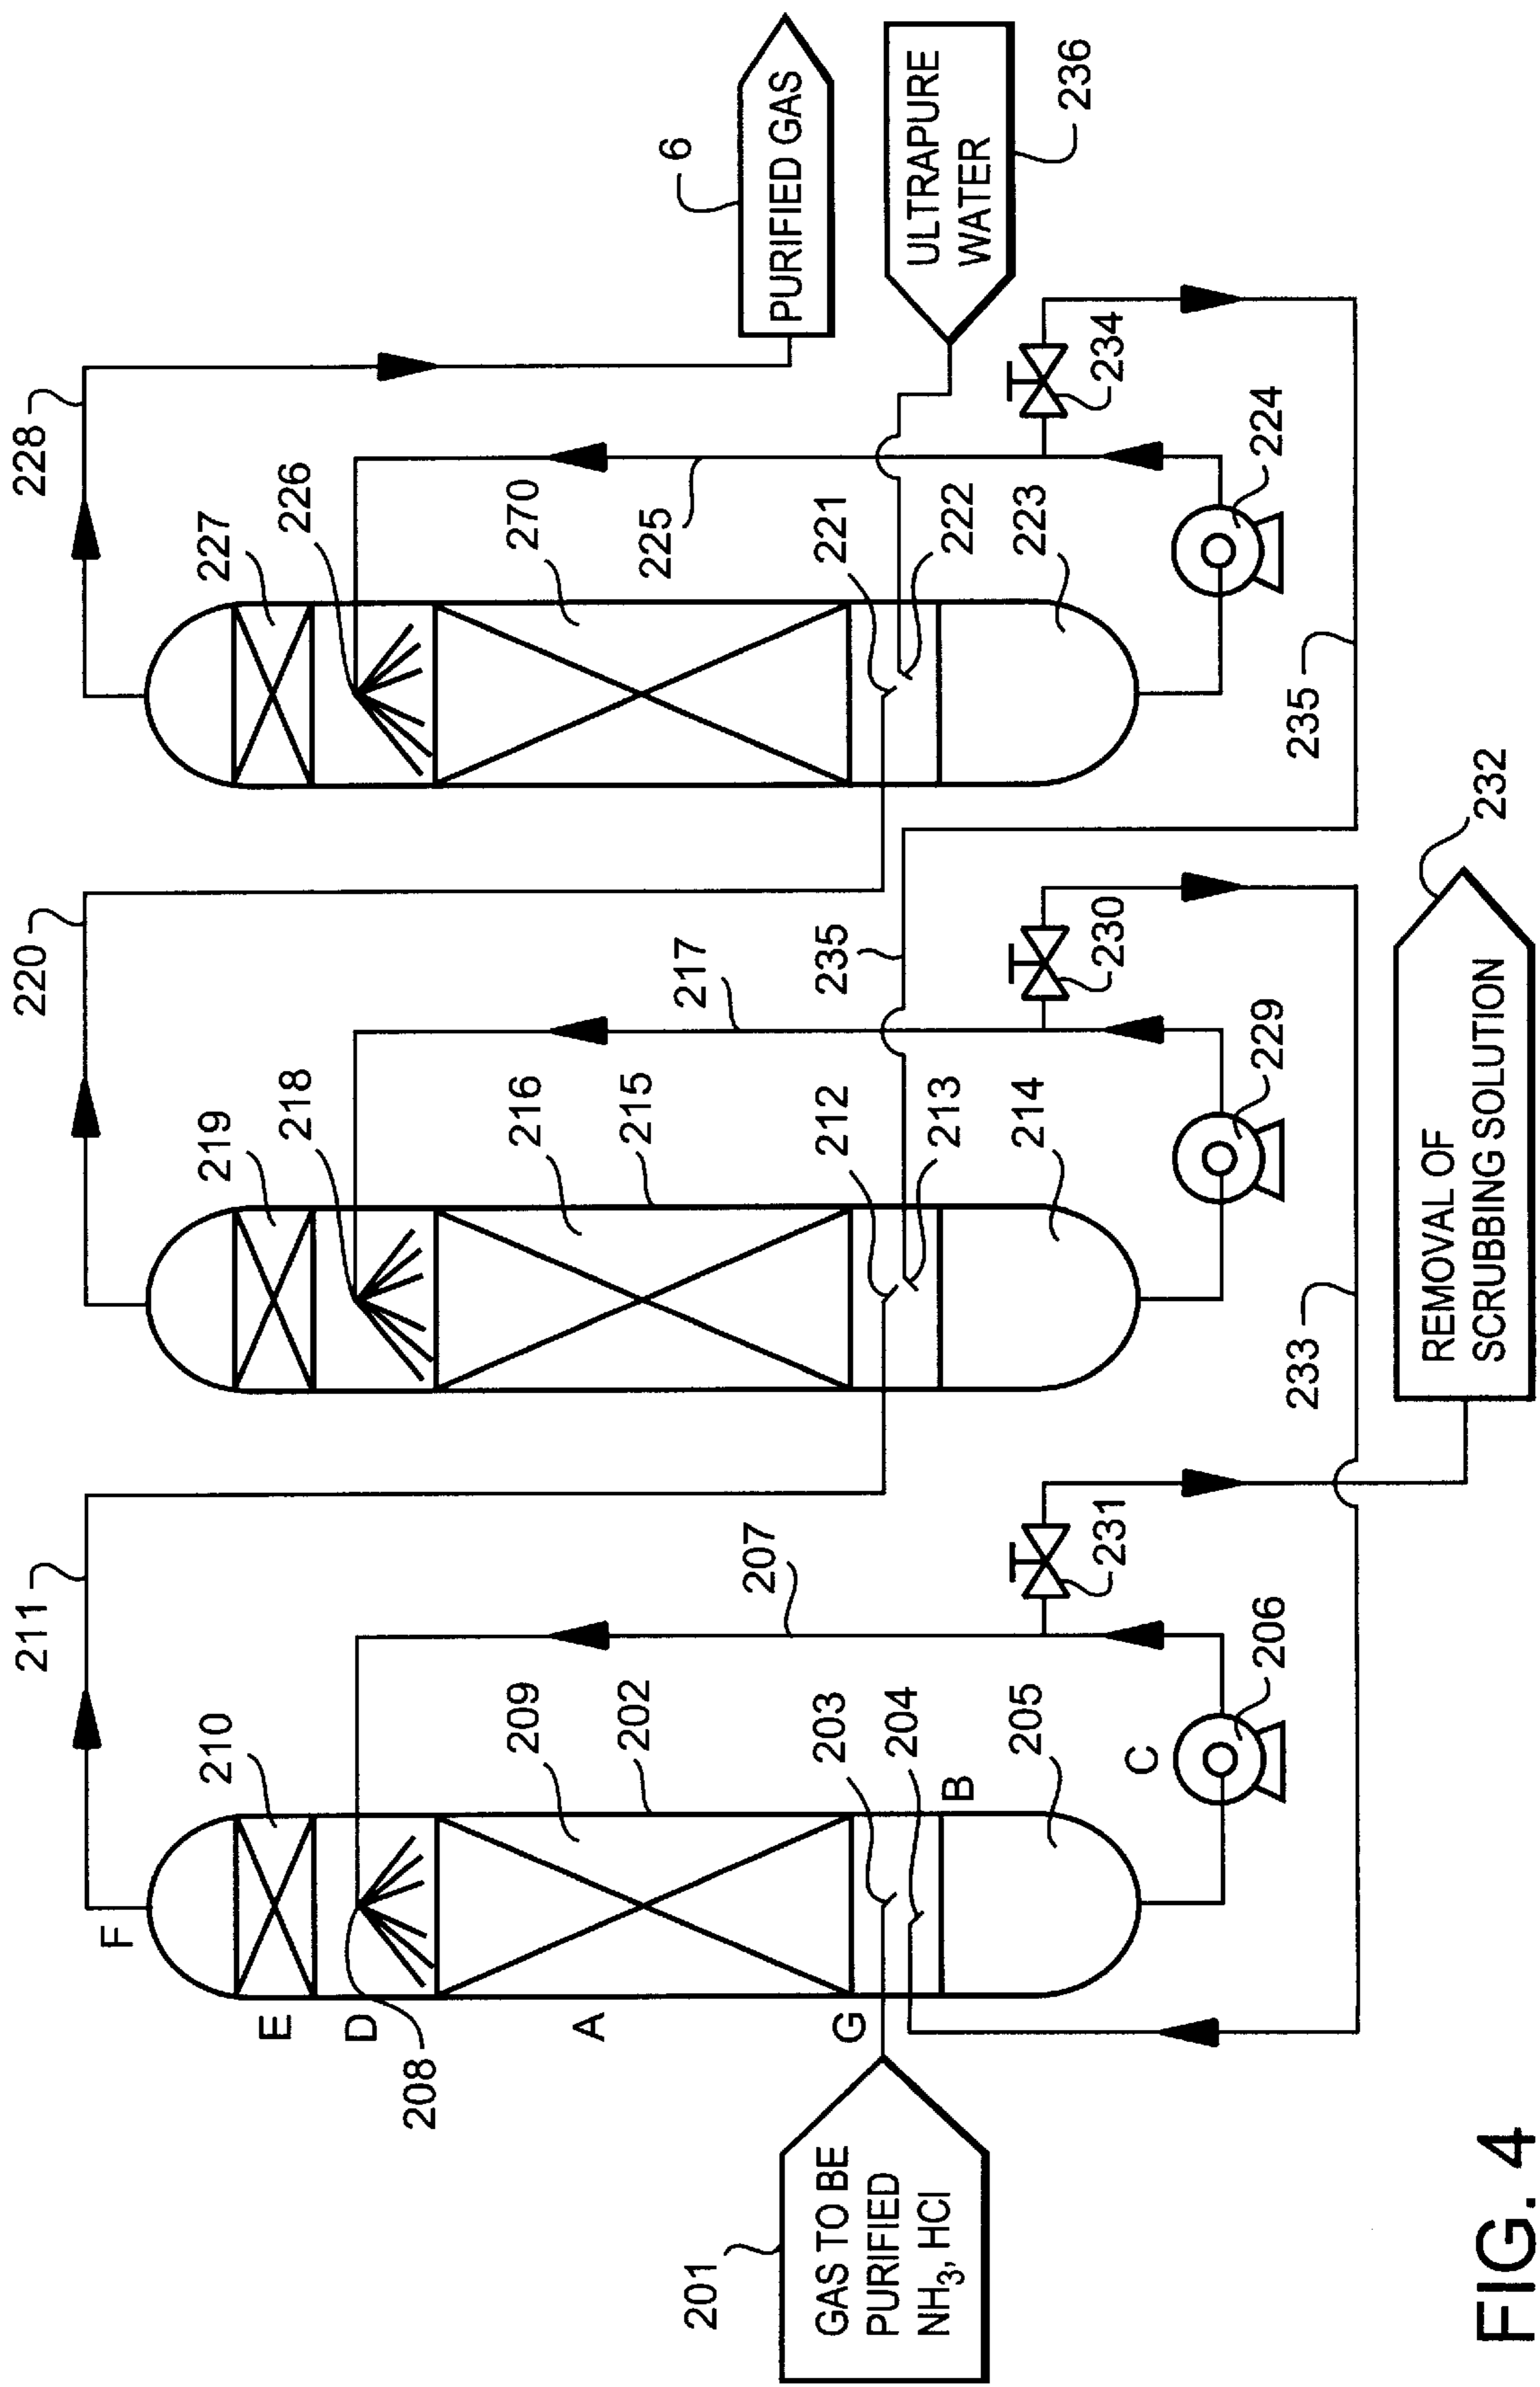 228
6
PURIFIED GAS
ULTRAPURE
WATER
236
227
226
270
225
221
222
223
234
224
235
220
219
218
216
215
217
212
213
214
235
230
229
233
REMOVAL OF
SCRUBBING SOLUTION
232
211
210
209
202
207
203
204
205
B
C
206
231
F
E
D
A
G
208
201
GAS TO BE
PURIFIED
NH₃, HCl
FIG. 4